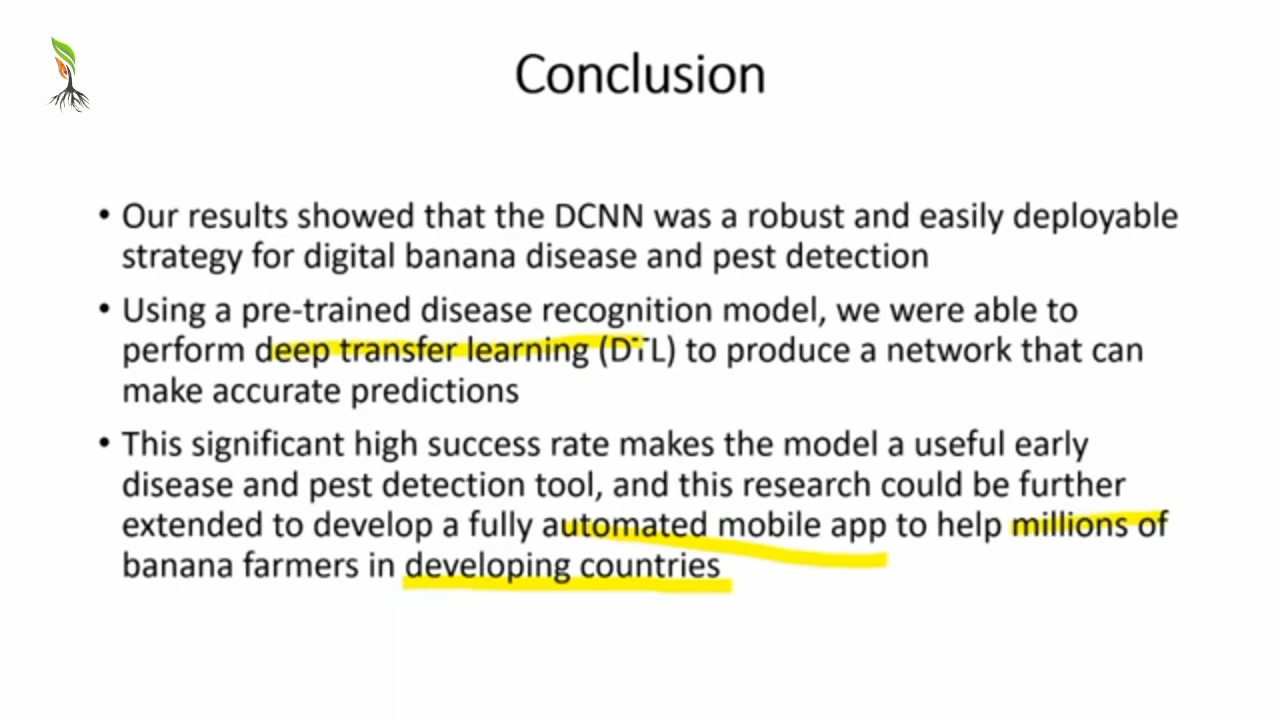 Conclusion
• Our results showed that the DCNN was a robust and easily deployable
strategy for digital banana disease and pest detection
• Using a pre-trained disease recognition model, we were able to
perform deep transfer learning (DTL) to produce a network that can
make accurate predictions
• This significant high success rate makes the model a useful early
disease and pest detection tool, and this research could be further
extended to develop a fully automated mobile app to help millions of
banana farmers in developing countries